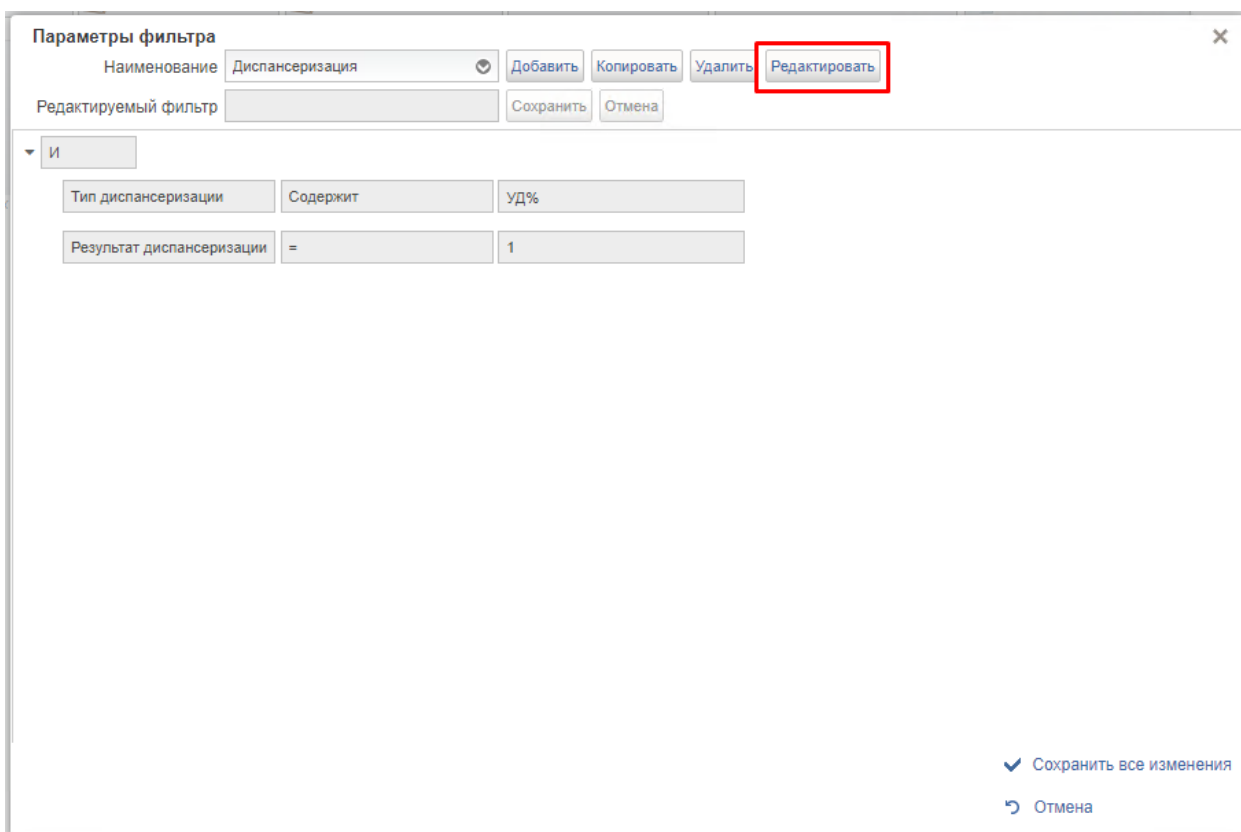 Параметры фильтра
Наименование Диспансеризация Добавить Копировать Удалить Редактировать
Редактируемый фильтр Сохранить Отмена
И
Тип диспансеризации Содержит УД%
Результат диспансеризации = 1
Сохранить все изменения
Отмена